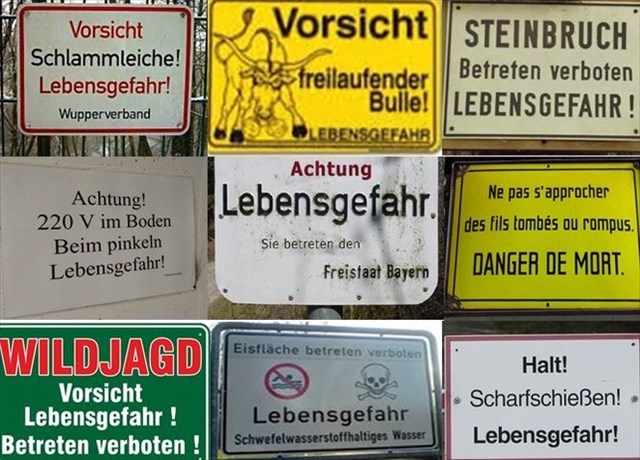 Vorsicht
Schlammleiche!
Lebensgefahr!
Wupperverband
Vorsicht
freilaufender
Bulle!
LEBENSGEFAHR
STEINBRUCH
Betreten verboten
LEBENSGEFAHR !
Achtung!
220 V im Boden
Beim pinkeln
Lebensgefahr!
Achtung
Lebensgefahr.
Sie betreten den
Freistaat Bayern
Ne pas s'approcher
des fils tombés ou rompus.
DANGER DE MORT.
WILDJAGD
Vorsicht
Lebensgefahr !
Betreten verboten !
Eisfläche betreten verboten
Lebensgefahr
Schwefelwasserstoffhaltiges Wasser
Halt!
Scharfschießen!
Lebensgefahr!